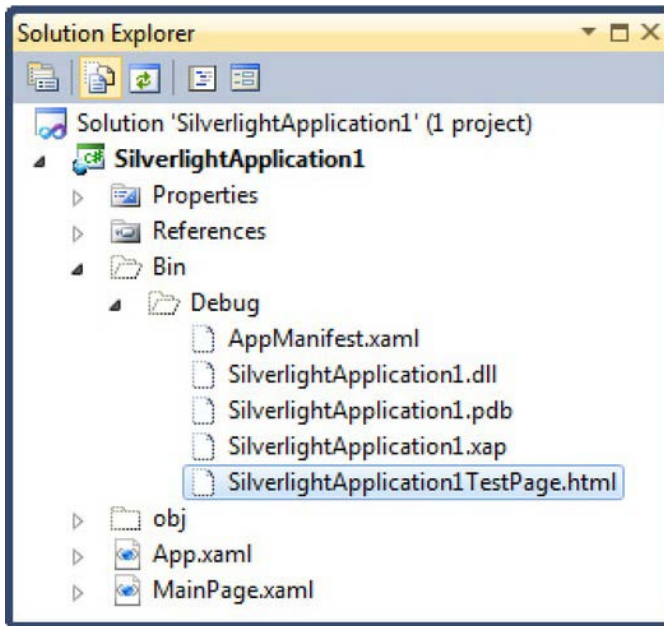 Solution Explorer
Solution 'SilverlightApplication1' (1 project)
C# SilverlightApplication1
Properties
References
Bin
Debug
AppManifest.xaml
SilverlightApplication1.dll
SilverlightApplication1.pdb
SilverlightApplication1.xap
SilverlightApplication1TestPage.html
obj
App.xaml
MainPage.xaml